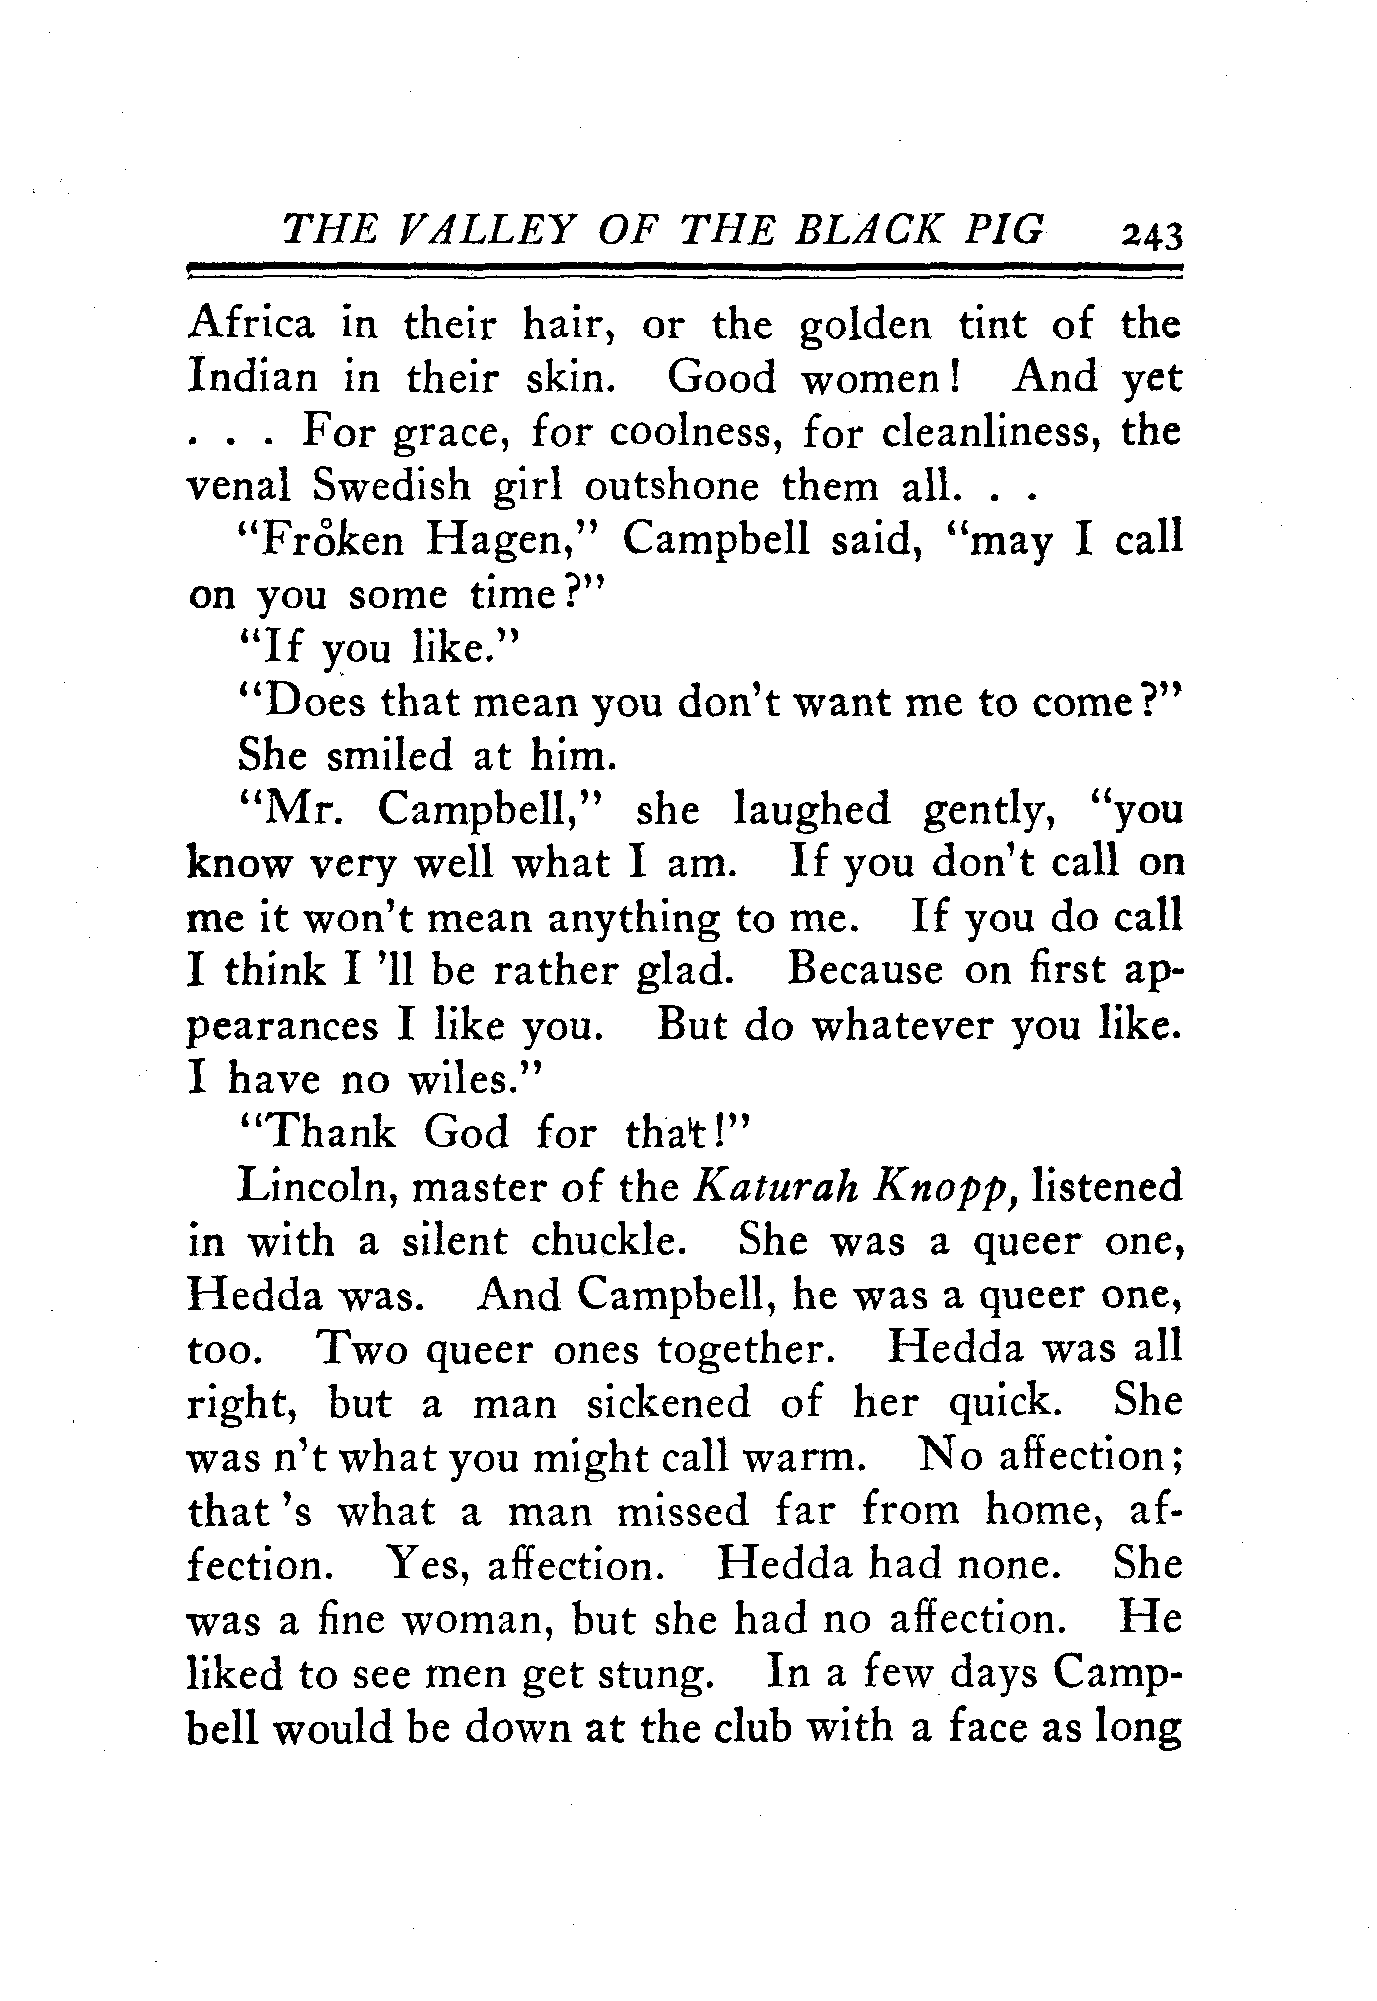 THE VALLEY OF THE BLACK PIG 243
Africa in their hair, or the golden tint of the
Indian in their skin. Good women! And yet
. . . For grace, for coolness, for cleanliness, the
venal Swedish girl outshone them all. . .
"Fro̊ken Hagen," Campbell said, "may I call
on you some time?"
"If you like."
"Does that mean you don't want me to come?"
She smiled at him.
"Mr. Campbell," she laughed gently, "you
know very well what I am. If you don't call on
me it won't mean anything to me. If you do call
I think I 'll be rather glad. Because on first ap-
pearances I like you. But do whatever you like.
I have no wiles."
"Thank God for that!"
Lincoln, master of the Katurah Knopp, listened
in with a silent chuckle. She was a queer one,
Hedda was. And Campbell, he was a queer one,
too. Two queer ones together. Hedda was all
right, but a man sickened of her quick. She
was n't what you might call warm. No affection;
that 's what a man missed far from home, af-
fection. Yes, affection. Hedda had none. She
was a fine woman, but she had no affection. He
liked to see men get stung. In a few days Camp-
bell would be down at the club with a face as long